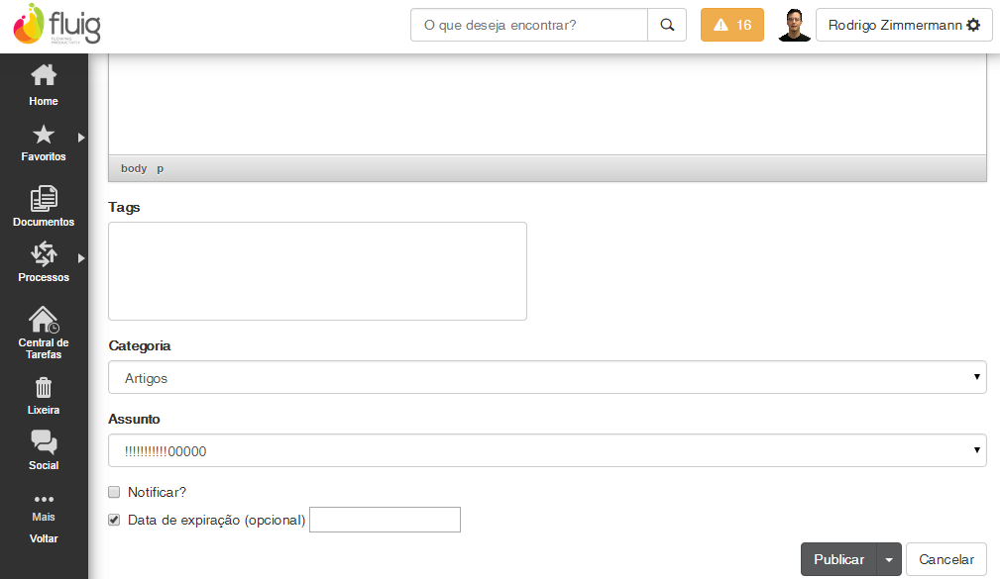 fluig
O que deseja encontrar?
16
Rodrigo Zimmermann
Home
Favoritos
Documentos
Processos
Central de
Tarefas
Lixeira
Social
Mais
Voltar
body p
Tags
Categoria
Artigos
Assunto
!!!!!!!!!!!00000
Notificar?
Data de expiração (opcional)
Publicar
Cancelar